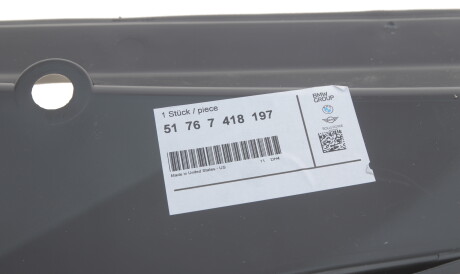 1 Stück / piece
51 76 7 418 197
Made in United States - US
BMW
GROUP